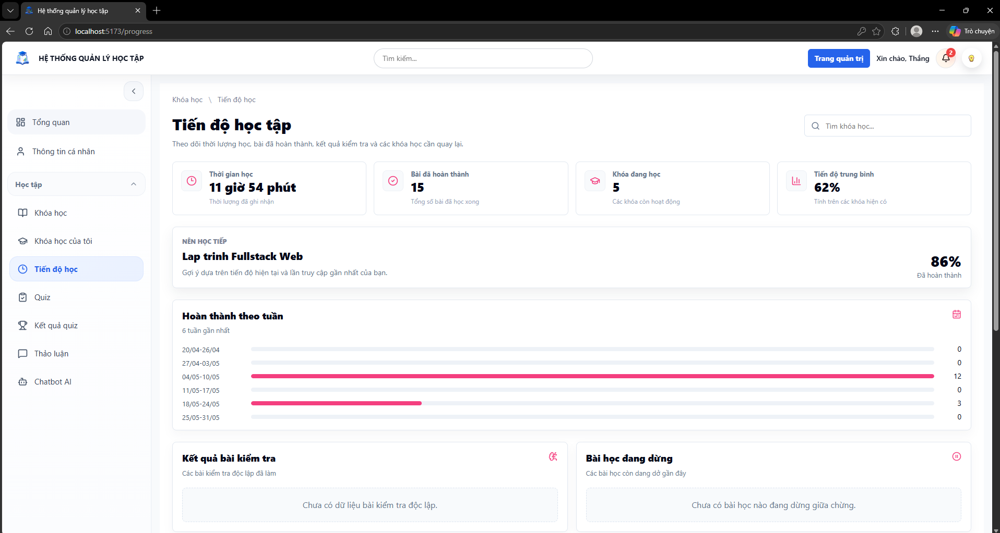 Hệ thống quản lý học tập
localhost:5173/progress
Trò chuyện
HỆ THỐNG QUẢN LÝ HỌC TẬP
Tìm kiếm...
Trang quản trị
Xin chào, Thắng
2
Tổng quan
Thông tin cá nhân
Học tập
Khóa học
Khóa học của tôi
Tiến độ học
Quiz
Kết quả quiz
Thảo luận
Chatbot AI
Khóa học \ Tiến độ học
Tiến độ học tập
Tìm khóa học...
Theo dõi thời lượng học, bài đã hoàn thành, kết quả kiểm tra và các khóa học cần quay lại.
Thời gian học
11 giờ 54 phút
Thời lượng đã ghi nhận
Bài đã hoàn thành
15
Tổng số bài đã học xong
Khóa đang học
5
Các khóa còn hoạt động
Tiến độ trung bình
62%
Tính trên các khóa hiện có
NÊN HỌC TIẾP
Lap trinh Fullstack Web
Gợi ý dựa trên tiến độ hiện tại và lần truy cập gần nhất của bạn.
86%
Đã hoàn thành
Hoàn thành theo tuần
6 tuần gần nhất
20/04-26/04 0
27/04-03/05 0
04/05-10/05 12
11/05-17/05 0
18/05-24/05 3
25/05-31/05 0
Kết quả bài kiểm tra
Các bài kiểm tra độc lập đã làm
Chưa có dữ liệu bài kiểm tra độc lập.
Bài học đang dừng
Các bài học còn dang dở gần đây
Chưa có bài học nào đang dừng giữa chừng.